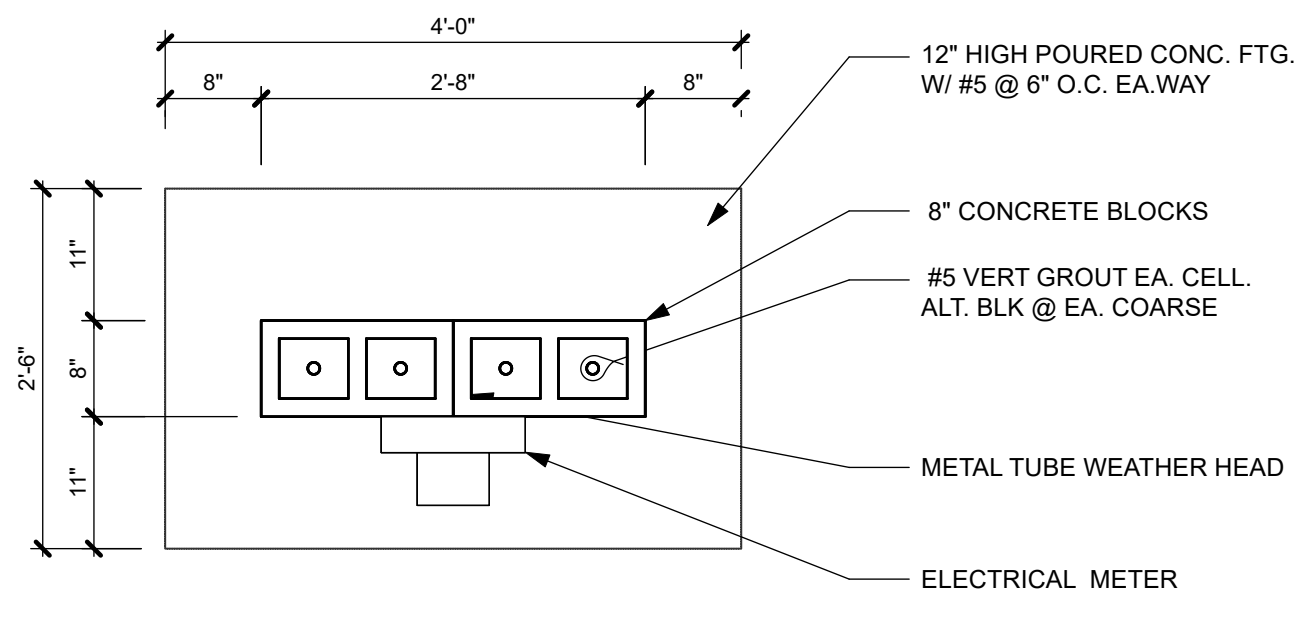 4'-0"
8"
2'-8"
8"
12" HIGH POURED CONC. FTG.
W/ #5 @ 6" O.C. EA.WAY
8" CONCRETE BLOCKS
#5 VERT GROUT EA. CELL.
ALT. BLK @ EA. COARSE
METAL TUBE WEATHER HEAD
ELECTRICAL METER
2'-6"
11"
8"
11"